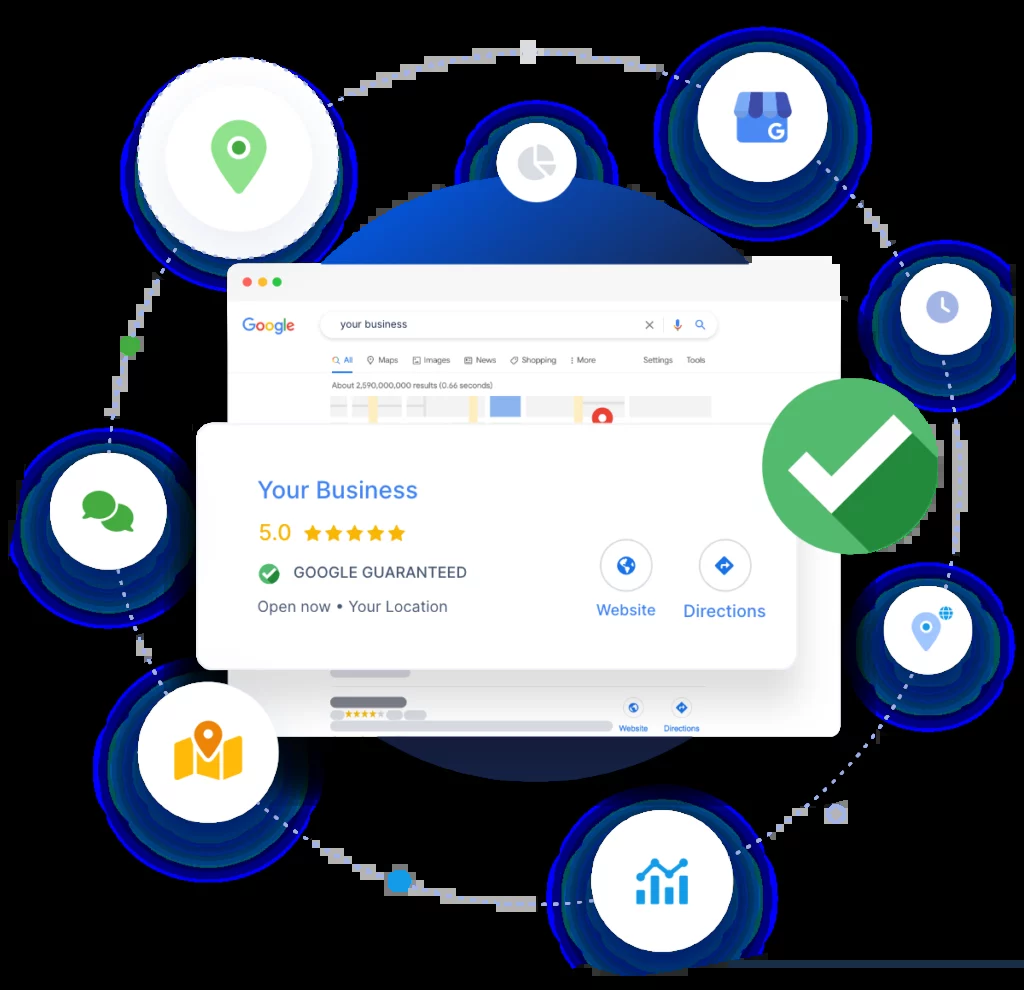 G
Google
your business
All Maps Images News Shopping More Settings Tools
About 2,590,000,000 results (0.66 seconds)
Your Business
5.0
GOOGLE GUARANTEED
Open now • Your Location
Website Directions
Website Directions